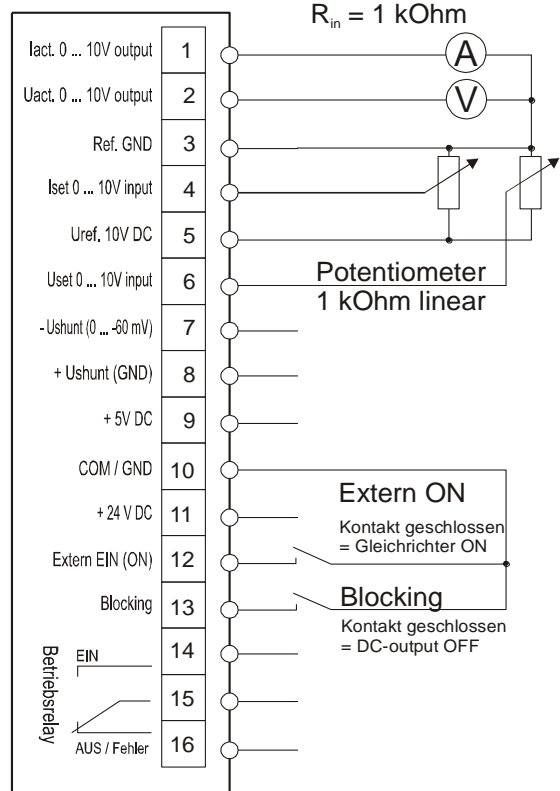 R_in = 1 kOhm
Iact. 0 ... 10V output 1
A
Uact. 0 ... 10V output 2
V
Ref. GND 3
Iset 0 ... 10V input 4
Uref. 10V DC 5
Uset 0 ... 10V input 6
Potentiometer
1 kOhm linear
- Ushunt (0 ... -60 mV) 7
+ Ushunt (GND) 8
+ 5V DC 9
COM / GND 10
+ 24 V DC 11
Extern ON
Kontakt geschlossen
= Gleichrichter ON
Extern EIN (ON) 12
Blocking 13
Blocking
Kontakt geschlossen
= DC-output OFF
Betriebsrelay
EIN 14
15
AUS / Fehler 16